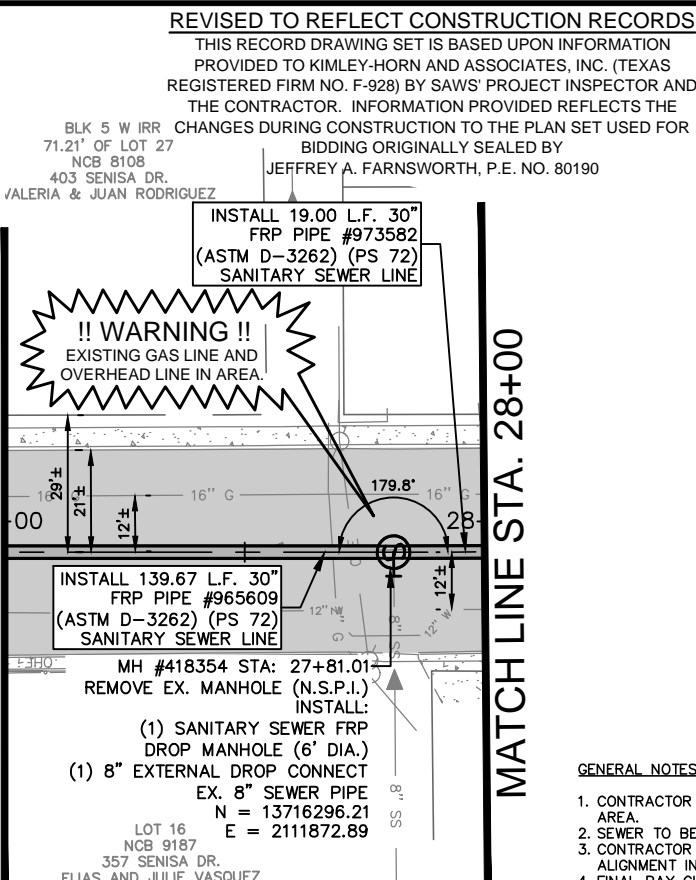 REVISED TO REFLECT CONSTRUCTION RECORDS
THIS RECORD DRAWING SET IS BASED UPON INFORMATION
PROVIDED TO KIMLEY-HORN AND ASSOCIATES, INC. (TEXAS
REGISTERED FIRM NO. F-928) BY SAWS' PROJECT INSPECTOR AND
THE CONTRACTOR. INFORMATION PROVIDED REFLECTS THE
CHANGES DURING CONSTRUCTION TO THE PLAN SET USED FOR
BIDDING ORIGINALLY SEALED BY
JEFFREY A. FARNSWORTH, P.E. NO. 80190
BLK 5 W IRR
71.21' OF LOT 27
NCB 8108
403 SENISA DR.
VALERIA & JUAN RODRIGUEZ
INSTALL 19.00 L.F. 30"
FRP PIPE #973582
(ASTM D-3262) (PS 72)
SANITARY SEWER LINE
!! WARNING !!
EXISTING GAS LINE AND
OVERHEAD LINE IN AREA.
MATCH LINE STA. 28+00
29'±
21'±
12'±
16" G
16" G
16" G
179.8°
-00
28-
12'±
INSTALL 139.67 L.F. 30"
FRP PIPE #965609
(ASTM D-3262) (PS 72)
SANITARY SEWER LINE
12" W
G
8" SS
12" W
MH #418354 STA: 27+81.01
REMOVE EX. MANHOLE (N.S.P.I.)
INSTALL:
(1) SANITARY SEWER FRP
DROP MANHOLE (6' DIA.)
(1) 8" EXTERNAL DROP CONNECT
EX. 8" SEWER PIPE
N = 13716296.21
E = 2111872.89
8" SS
LOT 16
NCB 9187
357 SENISA DR.
ELIAS AND JULIE VASQUEZ
GENERAL NOTES
1. CONTRACTOR
AREA.
2. SEWER TO BE
3. CONTRACTOR
ALIGNMENT IN